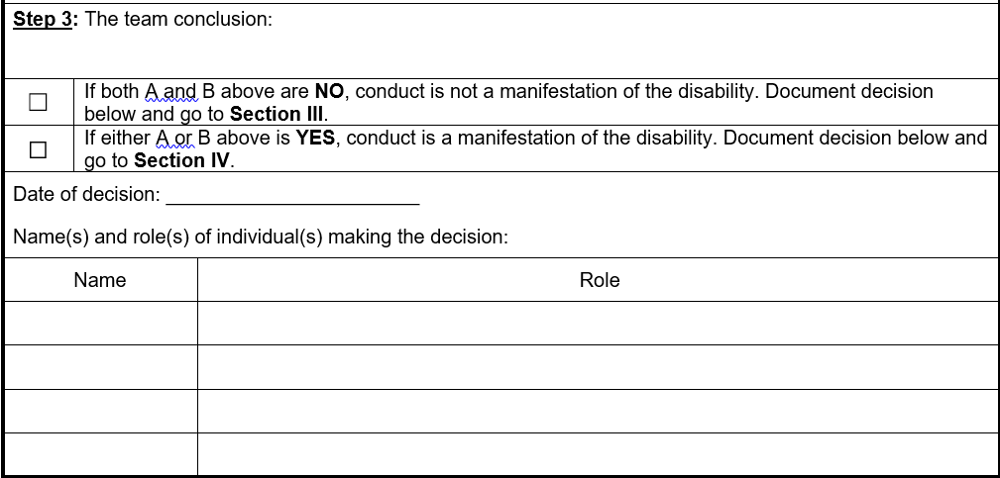 Step 3: The team conclusion:
☐ If both A and B above are NO, conduct is not a manifestation of the disability. Document decision
below and go to Section III.
☐ If either A or B above is YES, conduct is a manifestation of the disability. Document decision below and
go to Section IV.
Date of decision: _______________________
Name(s) and role(s) of individual(s) making the decision:
Name Role